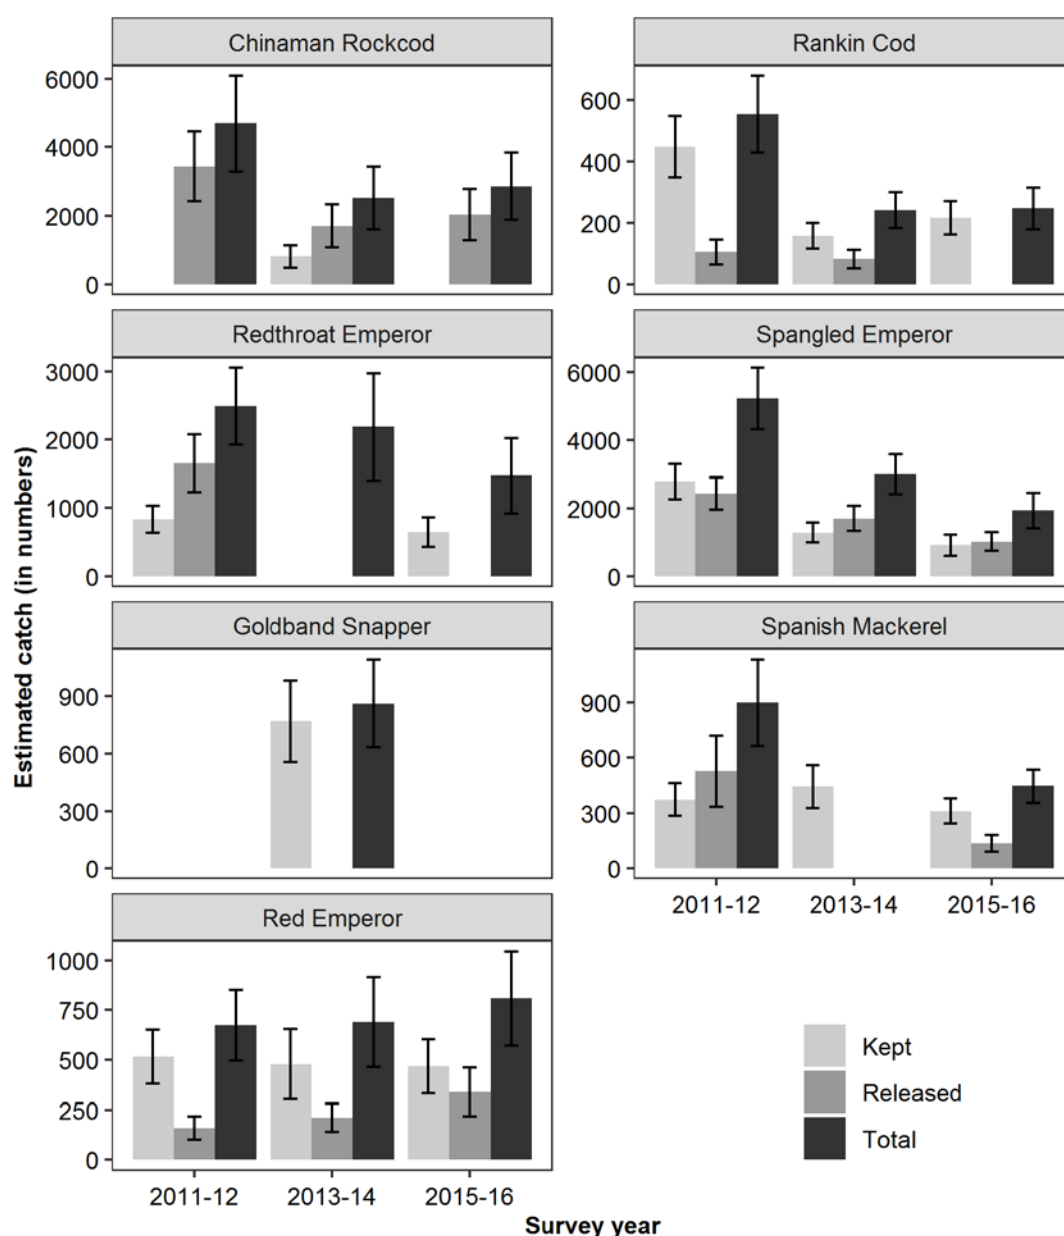 Chinaman Rockcod
Rankin Cod
6000
4000
2000
0
600
400
200
0
Redthroat Emperor
Spangled Emperor
3000
2000
1000
0
6000
4000
2000
0
Goldband Snapper
Spanish Mackerel
900
600
300
0
900
600
300
0
2011-12 2013-14 2015-16
Red Emperor
1000
750
500
250
0
2011-12 2013-14 2015-16
Estimated catch (in numbers)
Survey year
Kept
Released
Total